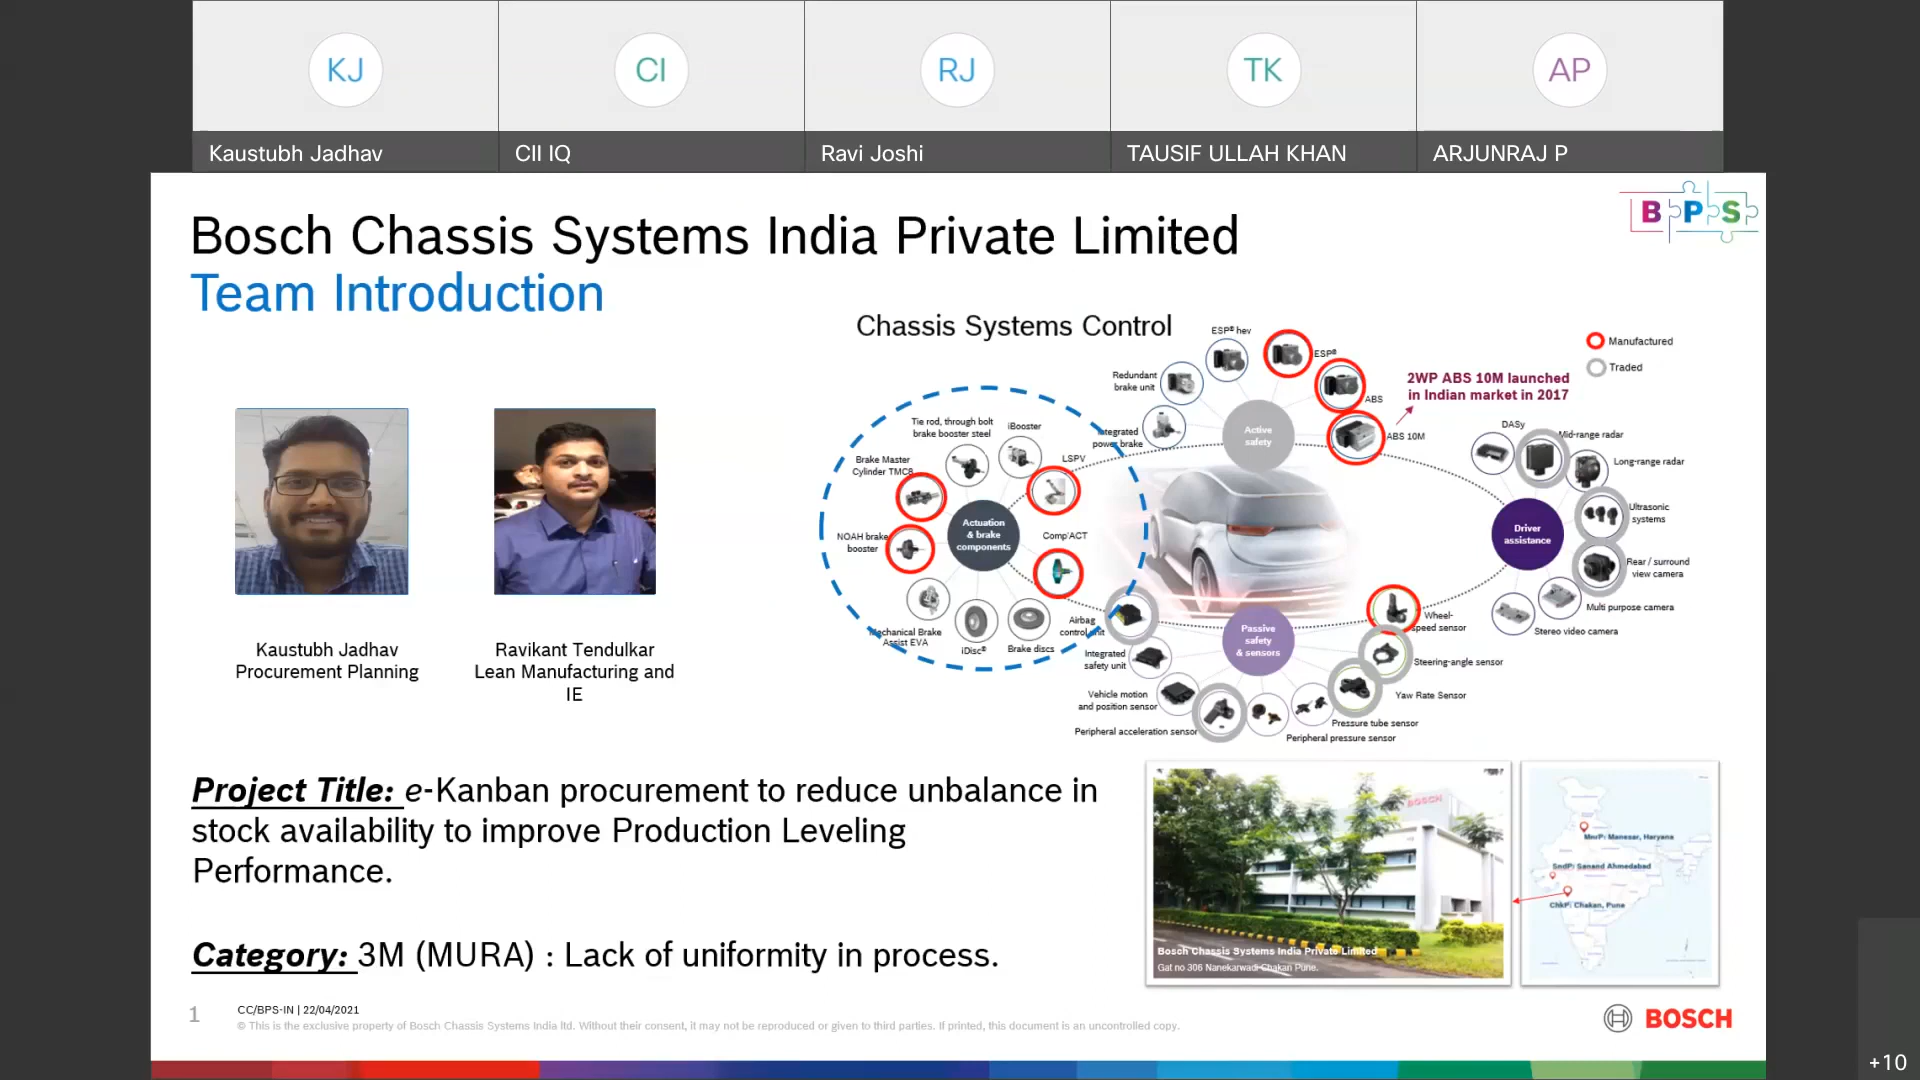 KJ
CI
RJ
TK
AP
Kaustubh Jadhav
CII IQ
Ravi Joshi
TAUSIF ULLAH KHAN
ARJUNRAJ P
BPS
Bosch Chassis Systems India Private Limited
Team Introduction
Chassis Systems Control
ESP® hev
ESP®
Redundant
brake unit
ABS
Integrated
power brake
Active
safety
ABS 10M
2WP ABS 10M launched
in Indian market in 2017
Manufactured
Traded
Tie rod, through bolt
brake booster steel
iBooster
Brake Master
Cylinder TMC8
LSPV
NOAH brake
booster
Actuation
& brake
components
Comp'ACT
Mechanical Brake
Assist EVA
iDisc®
Brake discs
DASy
Mid-range radar
Long-range radar
Ultrasonic
systems
Driver
assistance
Rear / surround
view camera
Multi purpose camera
Stereo video camera
Airbag
control unit
Integrated
safety unit
Passive
safety
& sensors
Wheel-
speed sensor
Steering-angle sensor
Yaw Rate Sensor
Vehicle motion
and position sensor
Pressure tube sensor
Peripheral acceleration sensor
Peripheral pressure sensor
Kaustubh Jadhav
Procurement Planning
Ravikant Tendulkar
Lean Manufacturing and
IE
Project Title: e-Kanban procurement to reduce unbalance in
stock availability to improve Production Leveling
Performance.
Category: 3M (MURA) : Lack of uniformity in process.
BOSCH
Bosch Chassis Systems India Private Limited
Gat no 306 Nanekarwadi Chakan Pune.
MnrP: Manesar, Haryana
SndP: Sanand Ahmedabad
ChkP: Chakan, Pune
1
CC/BPS-IN | 22/04/2021
© This is the exclusive property of Bosch Chassis Systems India ltd. Without their consent, it may not be reproduced or given to third parties. If printed, this document is an uncontrolled copy.
BOSCH
+10